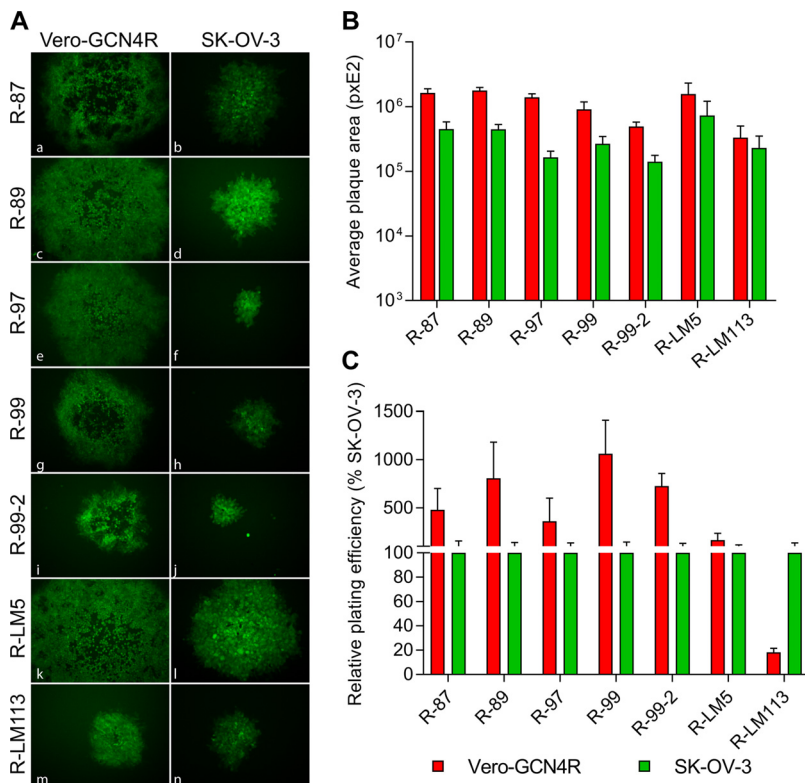 A
Vero-GCN4R
SK-OV-3
R-87
a
b
R-89
c
d
R-97
e
f
R-99
g
h
R-99-2
i
j
R-LM5
k
l
R-LM113
m
n
B
Average plaque area (pxE2)
10⁷
10⁶
10⁵
10⁴
10³
R-87
R-89
R-97
R-99
R-99-2
R-LM5
R-LM113
C
Relative plating efficiency (% SK-OV-3)
1500
1000
500
100
80
60
40
20
0
R-87
R-89
R-97
R-99
R-99-2
R-LM5
R-LM113
Vero-GCN4R
SK-OV-3